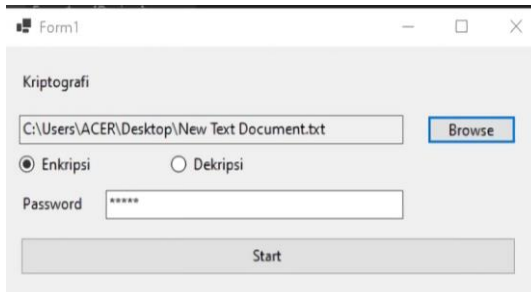 Form1
Kriptografi
C:\Users\ACER\Desktop\New Text Document.txt Browse
Enkripsi Dekripsi
Password *****
Start